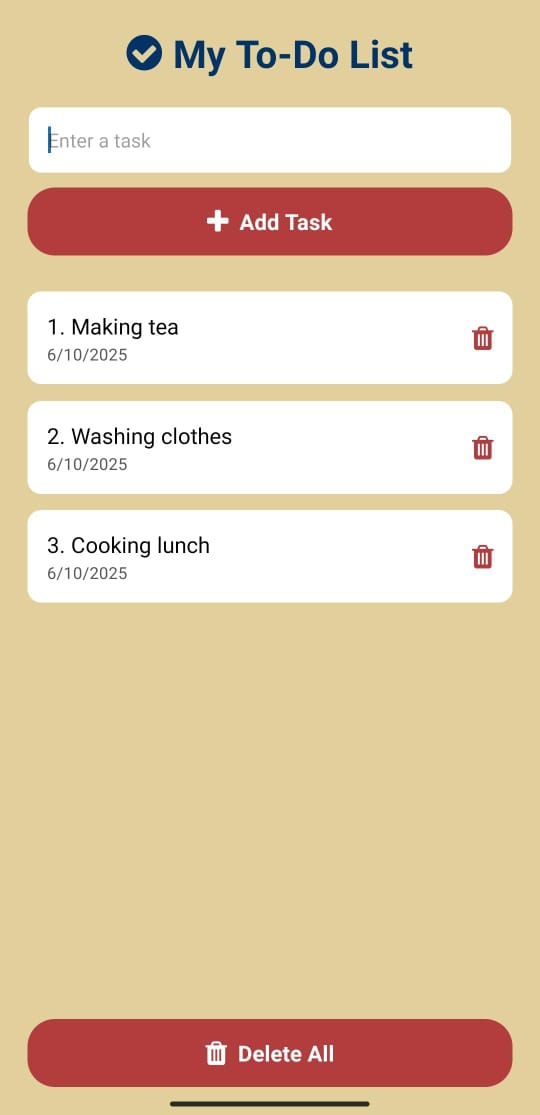 My To-Do List
Enter a task
Add Task
1. Making tea
6/10/2025
2. Washing clothes
6/10/2025
3. Cooking lunch
6/10/2025
Delete All